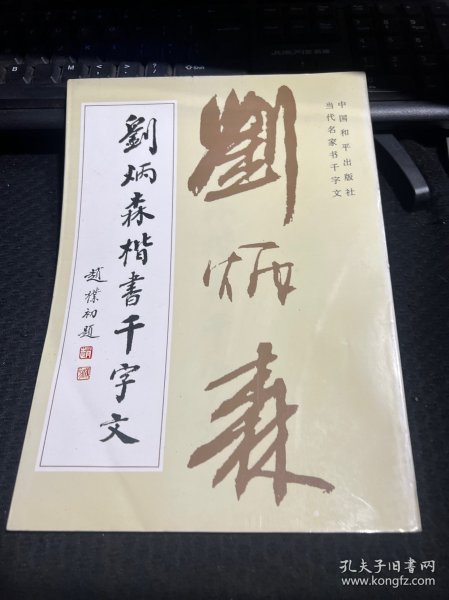 中国和平出版社
当代名家书千字文
劉炳森
劉炳森楷書千字文
趙樸初題
孔夫子旧书网
www.kongfz.com